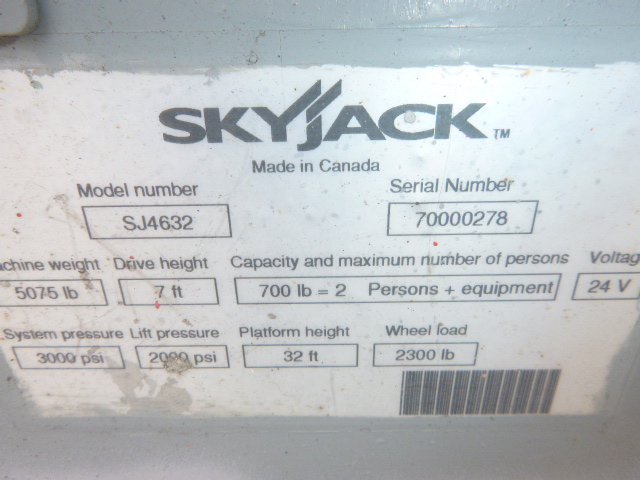 SKYJACK TM
Made in Canada
Model number Serial Number
SJ4632 70000278
achine weight Drive height Capacity and maximum number of persons Voltag
5075 lb 7 ft 700 lb = 2 Persons + equipment 24 V
System pressure Lift pressure Platform height Wheel load
3000 psi 2000 psi 32 ft 2300 lb